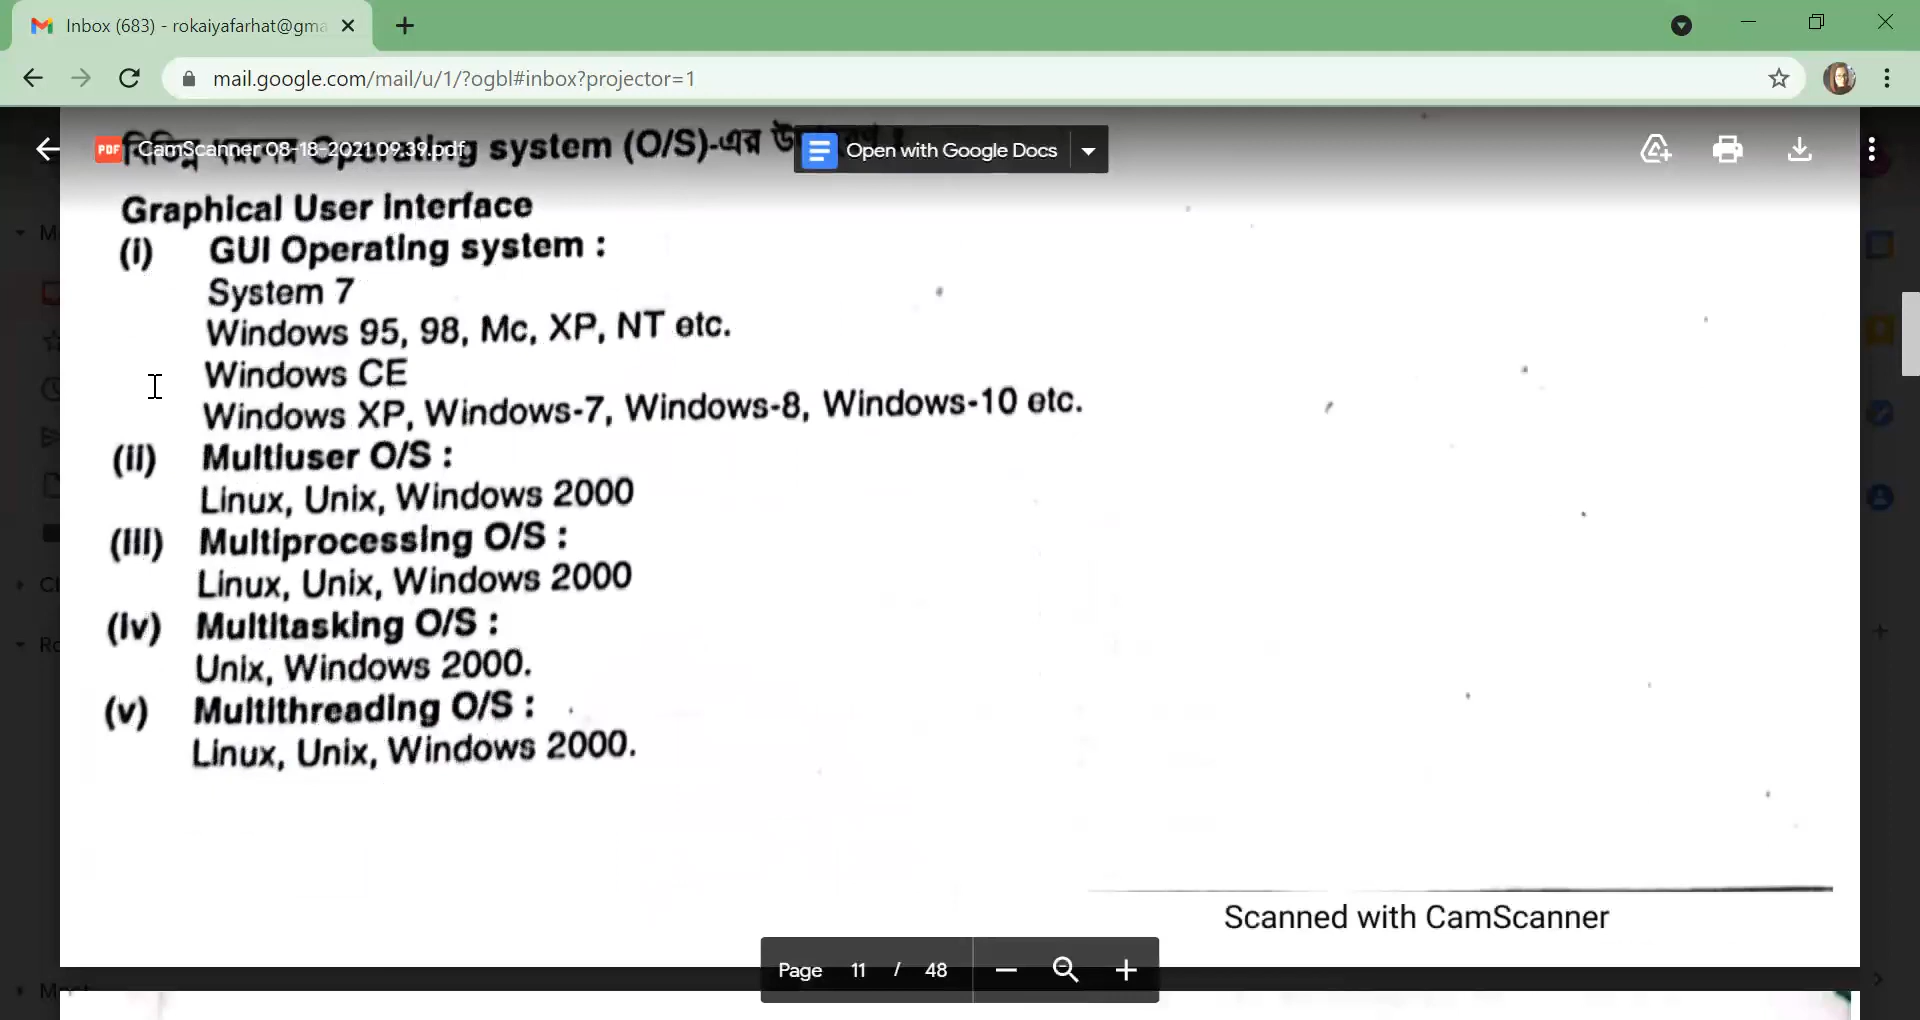 Inbox (683) - rokaiyafarhat@gma
mail.google.com/mail/u/1/?ogbl#inbox?projector=1
PDF CamScanner 08-18-2021 09.39.pdf
Open with Google Docs
বিভিন্ন Operating system (O/S)-এর
Graphical User interface
(i) GUI Operating system :
System 7
Windows 95, 98, Mc, XP, NT etc.
Windows CE
Windows XP, Windows-7, Windows-8, Windows-10 etc.
(ii) Multiuser O/S :
Linux, Unix, Windows 2000
(iii) Multiprocessing O/S :
Linux, Unix, Windows 2000
(iv) Multitasking O/S :
Unix, Windows 2000.
(v) Multithreading O/S :
Linux, Unix, Windows 2000.
Scanned with CamScanner
Page 11 / 48